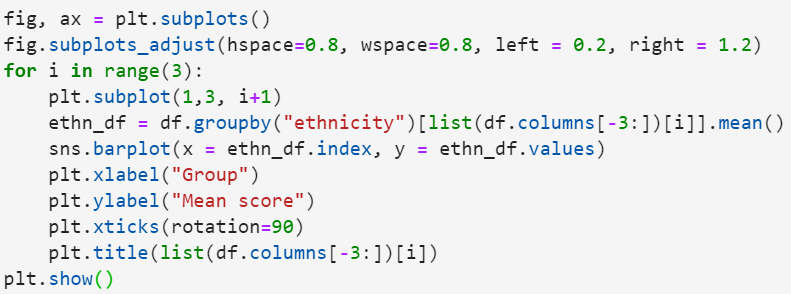 fig, ax = plt.subplots()
fig.subplots_adjust(hspace=0.8, wspace=0.8, left = 0.2, right = 1.2)
for i in range(3):
    plt.subplot(1,3, i+1)
    ethn_df = df.groupby("ethnicity")[list(df.columns[-3:])[i]].mean()
    sns.barplot(x = ethn_df.index, y = ethn_df.values)
    plt.xlabel("Group")
    plt.ylabel("Mean score")
    plt.xticks(rotation=90)
    plt.title(list(df.columns[-3:])[i])
plt.show()